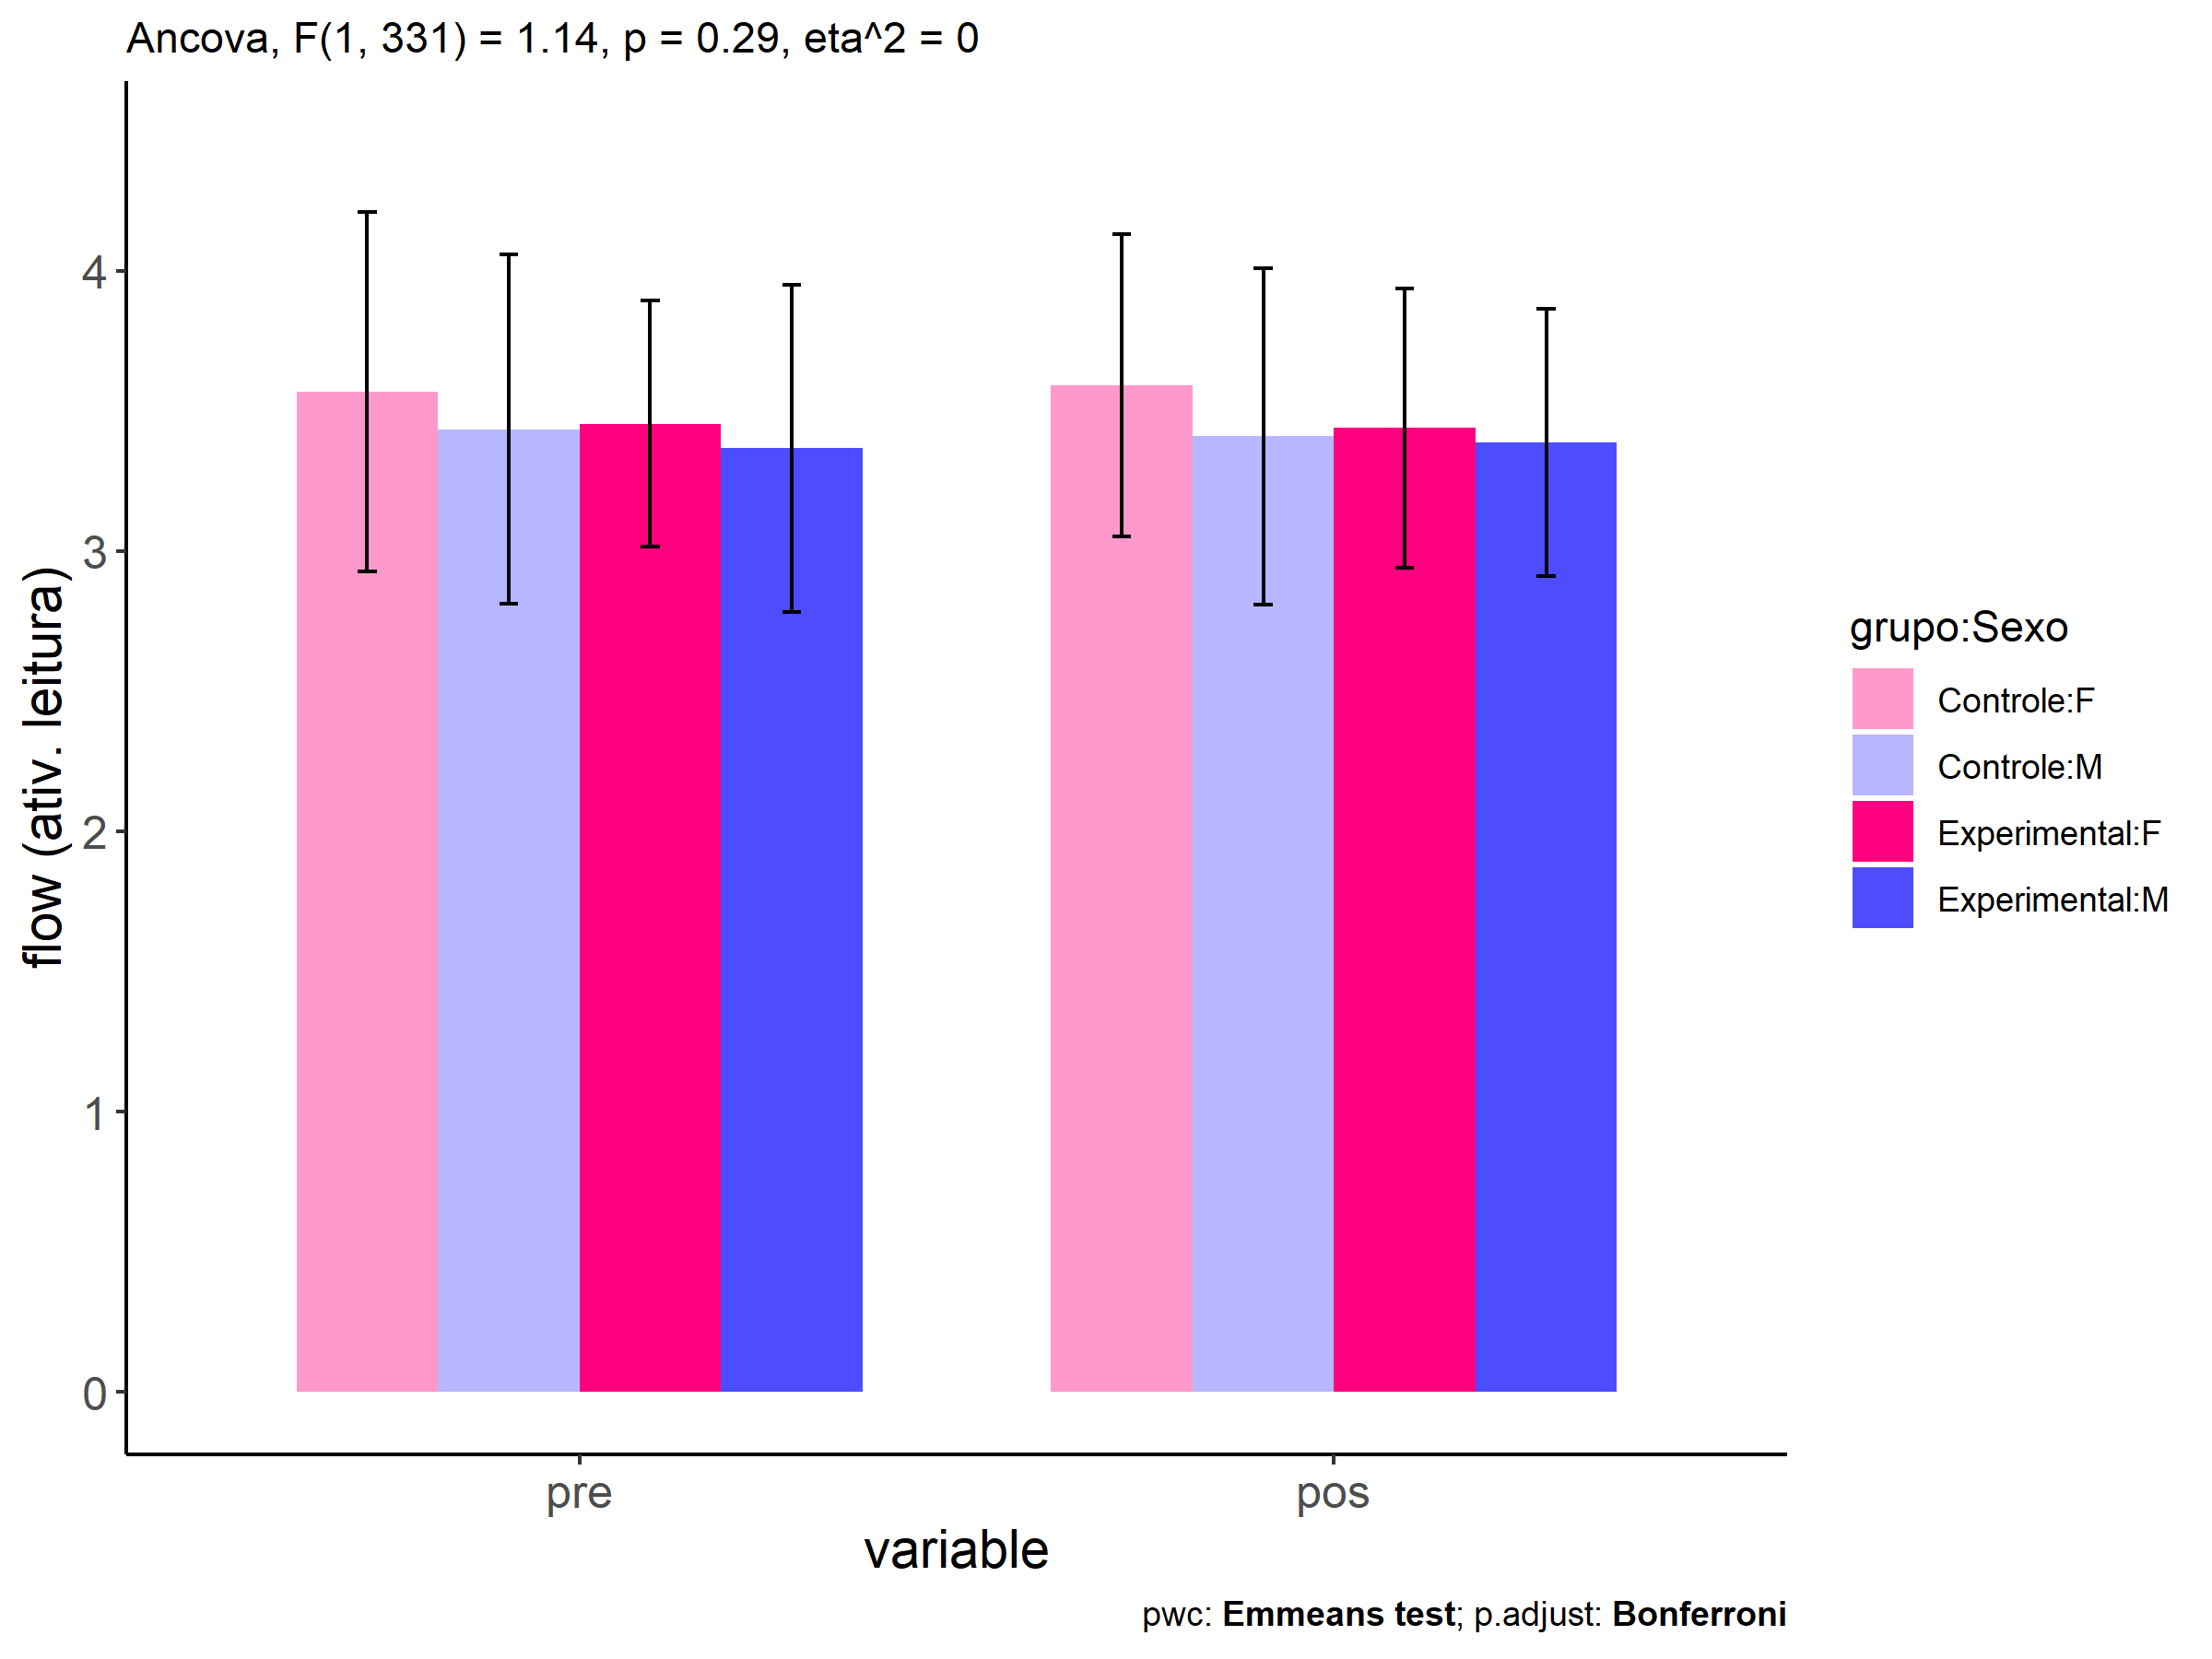 Ancova, F(1, 331) = 1.14, p = 0.29, eta^2 = 0
flow (ativ. leitura)
4
3
2
1
0
pre
pos
variable
grupo:Sexo
Controle:F
Controle:M
Experimental:F
Experimental:M
pwc: Emmeans test; p.adjust: Bonferroni